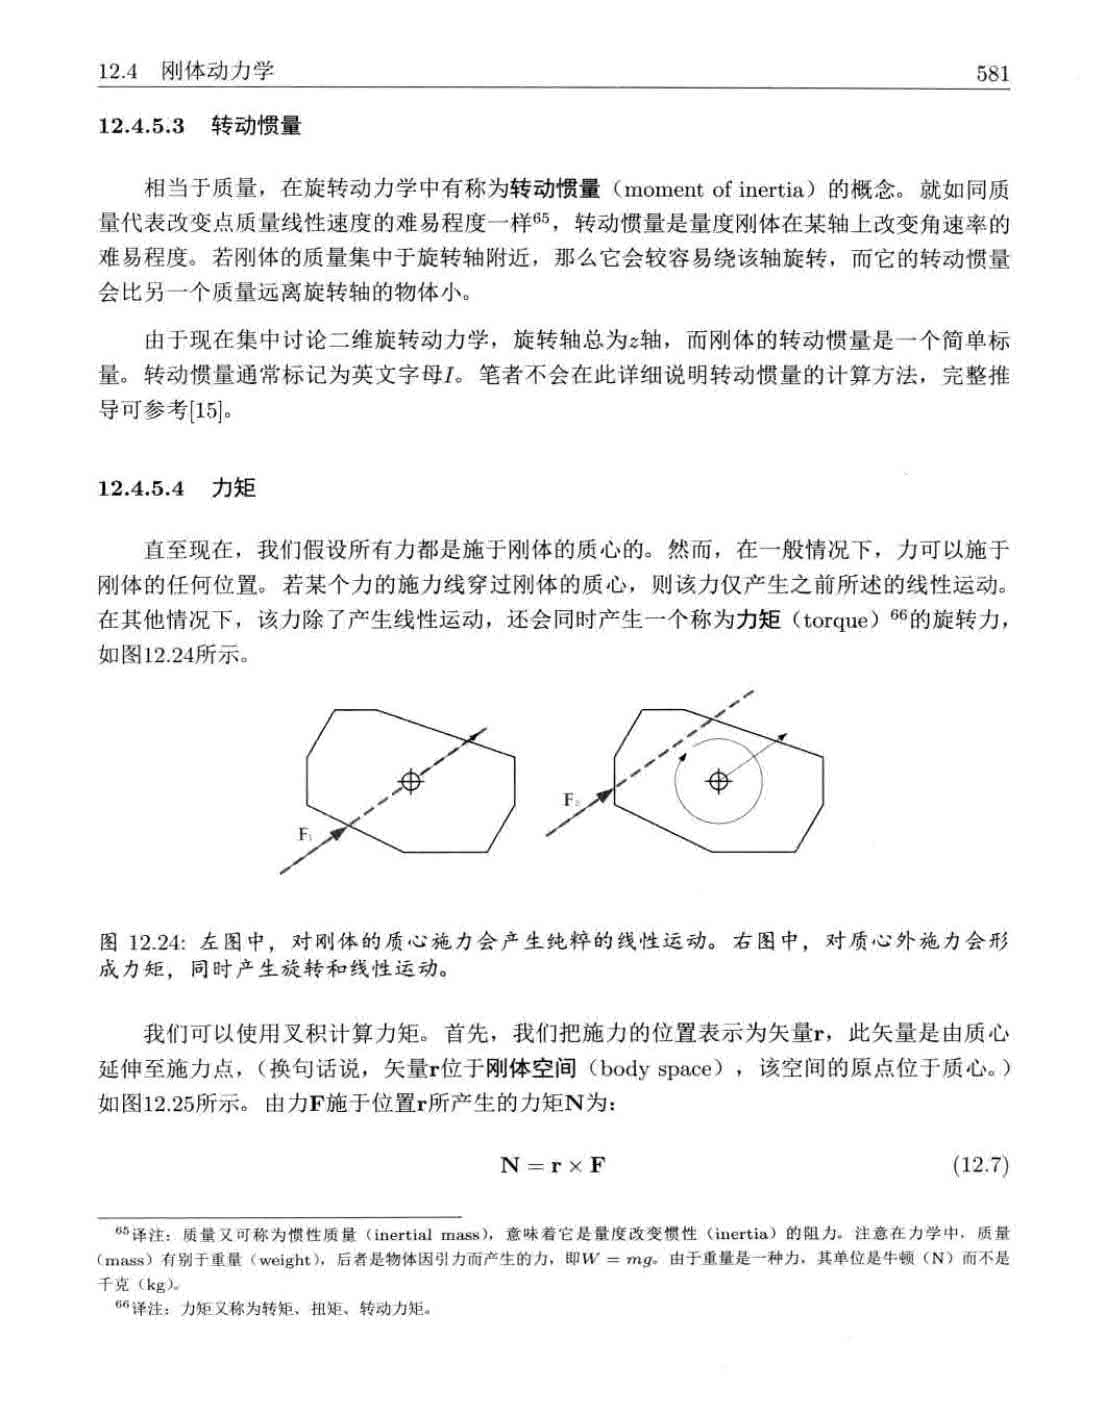 12.4 刚体动力学 581
12.4.5.3 转动惯量
相当于质量，在旋转动力学中有称为转动惯量（moment of inertia）的概念。就如同质
量代表改变点质量线性速度的难易程度一样65，转动惯量是量度刚体在某轴上改变角速率的
难易程度。若刚体的质量集中于旋转轴附近，那么它会较容易绕该轴旋转，而它的转动惯量
会比另一个质量远离旋转轴的物体小。
由于现在集中讨论二维旋转动力学，旋转轴总为z轴，而刚体的转动惯量是一个简单标
量。转动惯量通常标记为英文字母I。笔者不会在此详细说明转动惯量的计算方法，完整推
导可参考[15]。
12.4.5.4 力矩
直至现在，我们假设所有力都是施于刚体的质心的。然而，在一般情况下，力可以施于
刚体的任何位置。若某个力的施力线穿过刚体的质心，则该力仅产生之前所述的线性运动。
在其他情况下，该力除了产生线性运动，还会同时产生一个称为力矩（torque）66的旋转力，
如图12.24所示。
F1
F2
图 12.24: 左图中，对刚体的质心施力会产生纯粹的线性运动。右图中，对质心外施力会形
成力矩，同时产生旋转和线性运动。
我们可以使用叉积计算力矩。首先，我们把施力的位置表示为矢量r，此矢量是由质心
延伸至施力点，（换句话说，矢量r位于刚体空间（body space），该空间的原点位于质心。）
如图12.25所示。由力F施于位置r所产生的力矩N为：
N = r × F (12.7)
65译注：质量又可称为惯性质量（inertial mass），意味着它是量度改变惯性（inertia）的阻力。注意在力学中，质量
（mass）有别于重量（weight），后者是物体因引力而产生的力，即W = mg。由于重量是一种力，其单位是牛顿（N）而不是
千克（kg）。
66译注：力矩又称为转矩、扭矩、转动力矩。